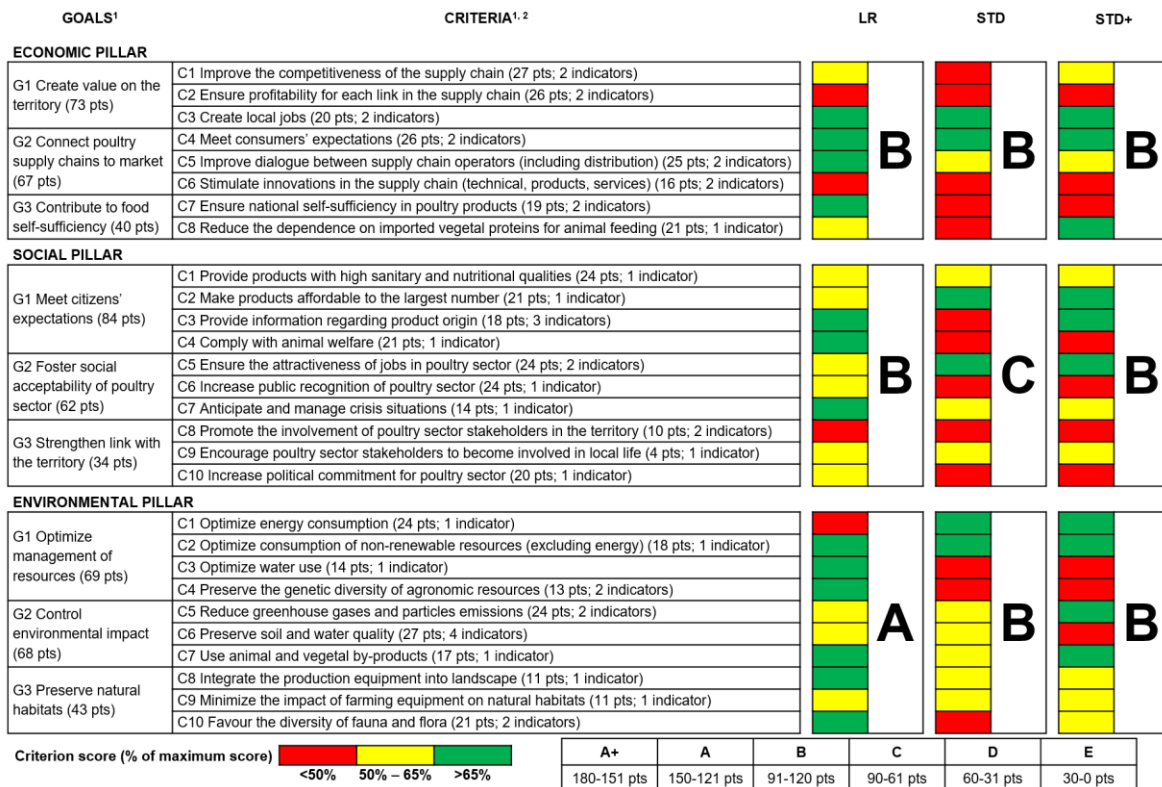 GOALS1 CRITERIA1, 2 LR STD STD+
ECONOMIC PILLAR
G1 Create value on the
territory (73 pts)
C1 Improve the competitiveness of the supply chain (27 pts; 2 indicators)
C2 Ensure profitability for each link in the supply chain (26 pts; 2 indicators)
C3 Create local jobs (20 pts; 2 indicators)
G2 Connect poultry
supply chains to market
(67 pts)
C4 Meet consumers’ expectations (26 pts; 2 indicators)
C5 Improve dialogue between supply chain operators (including distribution) (25 pts; 2 indicators)
C6 Stimulate innovations in the supply chain (technical, products, services) (16 pts; 2 indicators)
G3 Contribute to food
self-sufficiency (40 pts)
C7 Ensure national self-sufficiency in poultry products (19 pts; 2 indicators)
C8 Reduce the dependence on imported vegetal proteins for animal feeding (21 pts; 1 indicator)
B B B
SOCIAL PILLAR
G1 Meet citizens’
expectations (84 pts)
C1 Provide products with high sanitary and nutritional qualities (24 pts; 1 indicator)
C2 Make products affordable to the largest number (21 pts; 1 indicator)
C3 Provide information regarding product origin (18 pts; 3 indicators)
C4 Comply with animal welfare (21 pts; 1 indicator)
G2 Foster social
acceptability of poultry
sector (62 pts)
C5 Ensure the attractiveness of jobs in poultry sector (24 pts; 2 indicators)
C6 Increase public recognition of poultry sector (24 pts; 1 indicator)
C7 Anticipate and manage crisis situations (14 pts; 1 indicator)
G3 Strengthen link with
the territory (34 pts)
C8 Promote the involvement of poultry sector stakeholders in the territory (10 pts; 2 indicators)
C9 Encourage poultry sector stakeholders to become involved in local life (4 pts; 1 indicator)
C10 Increase political commitment for poultry sector (20 pts; 1 indicator)
B C B
ENVIRONMENTAL PILLAR
G1 Optimize
management of
resources (69 pts)
C1 Optimize energy consumption (24 pts; 1 indicator)
C2 Optimize consumption of non-renewable resources (excluding energy) (18 pts; 1 indicator)
C3 Optimize water use (14 pts; 1 indicator)
C4 Preserve the genetic diversity of agronomic resources (13 pts; 2 indicators)
G2 Control
environmental impact
(68 pts)
C5 Reduce greenhouse gases and particles emissions (24 pts; 2 indicators)
C6 Preserve soil and water quality (27 pts; 4 indicators)
C7 Use animal and vegetal by-products (17 pts; 1 indicator)
G3 Preserve natural
habitats (43 pts)
C8 Integrate the production equipment into landscape (11 pts; 1 indicator)
C9 Minimize the impact of farming equipment on natural habitats (11 pts; 1 indicator)
C10 Favour the diversity of fauna and flora (21 pts; 2 indicators)
A B B
Criterion score (% of maximum score)
<50% 50% – 65% >65%
A+ A B C D E
180-151 pts 150-121 pts 91-120 pts 90-61 pts 60-31 pts 30-0 pts